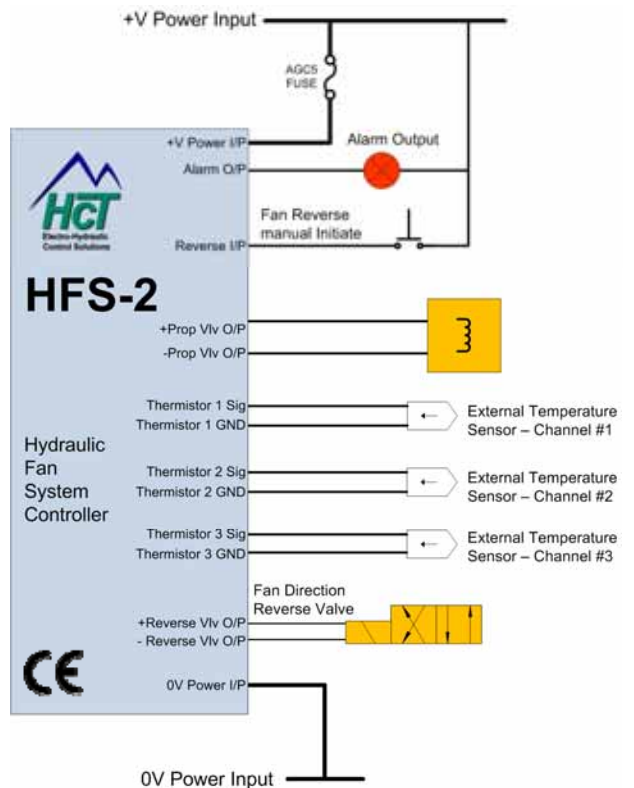 +V Power Input
AGC5
FUSE
+V Power I/P
Alarm Output
Alarm O/P
HCT
Electro-Hydraulic
Control Solutions
Fan Reverse
manual Initiate
Reverse I/P
HFS-2
+Prop Vlv O/P
-Prop Vlv O/P
Thermistor 1 Sig
Thermistor 1 GND
External Temperature
Sensor – Channel #1
Hydraulic
Fan
System
Controller
Thermistor 2 Sig
Thermistor 2 GND
External Temperature
Sensor – Channel #2
Thermistor 3 Sig
Thermistor 3 GND
External Temperature
Sensor – Channel #3
Fan Direction
Reverse Valve
+Reverse Vlv O/P
- Reverse Vlv O/P
CE
0V Power I/P
0V Power Input